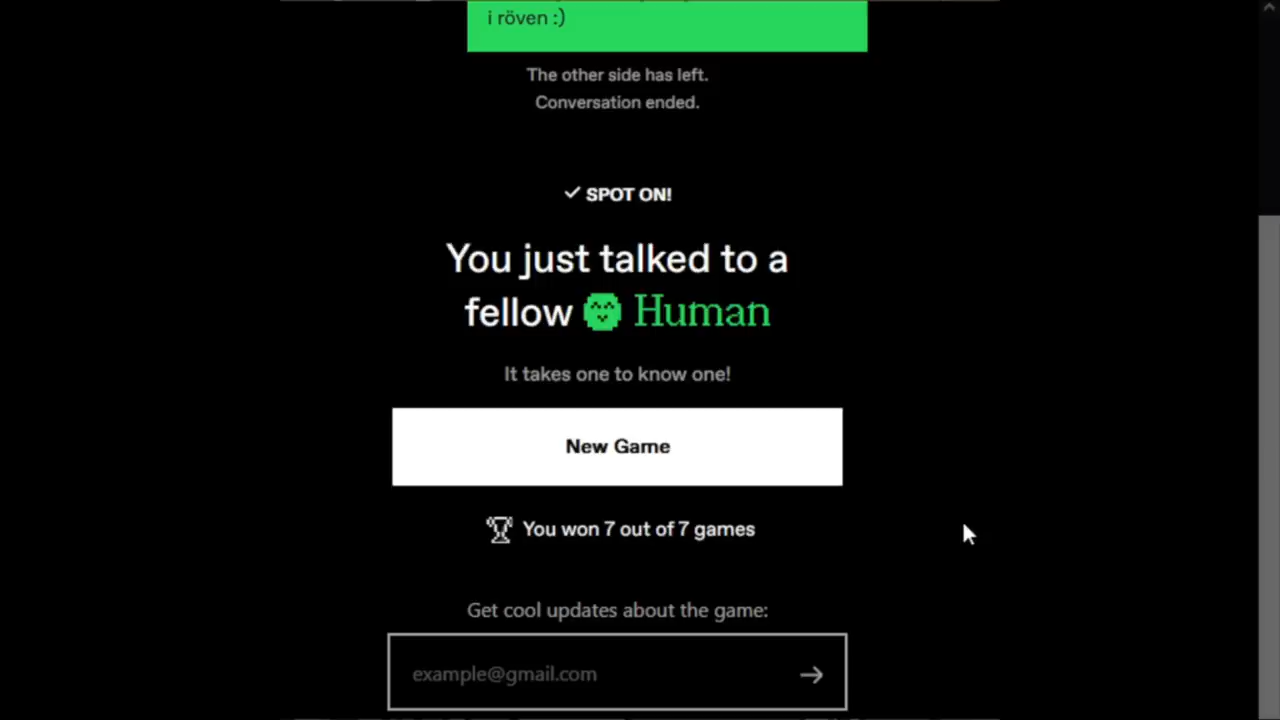 i röven :)
The other side has left.
Conversation ended.
SPOT ON!
You just talked to a
fellow Human
It takes one to know one!
New Game
You won 7 out of 7 games
Get cool updates about the game:
example@gmail.com